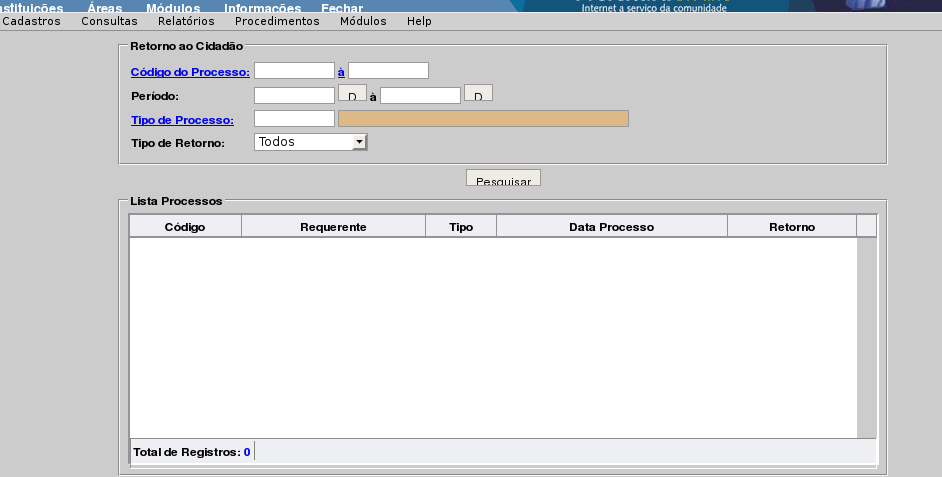 nstituições Áreas Módulos Informações Fechar
Internet a serviço da comunidade
Cadastros Consultas Relatórios Procedimentos Módulos Help
Retorno ao Cidadão
Código do Processo: à
Período: D à D
Tipo de Processo:
Tipo de Retorno: Todos
Pesquisar
Lista Processos
Código Requerente Tipo Data Processo Retorno
Total de Registros: 0